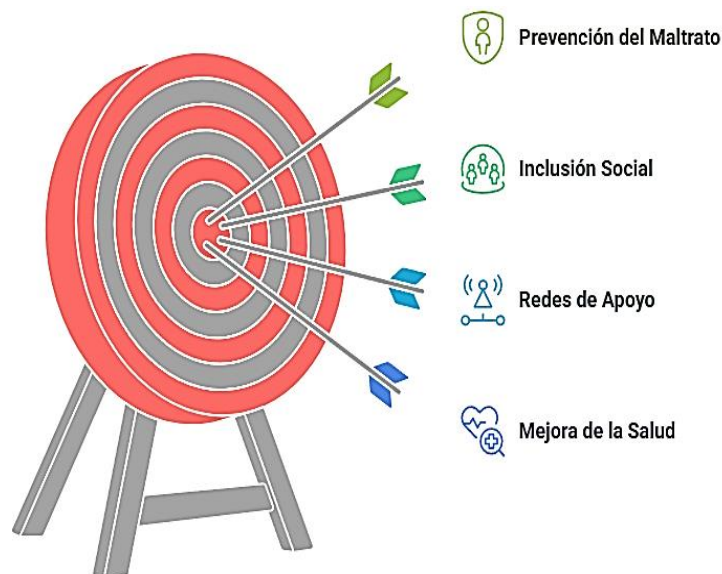 Prevención del Maltrato
Inclusión Social
Redes de Apoyo
Mejora de la Salud